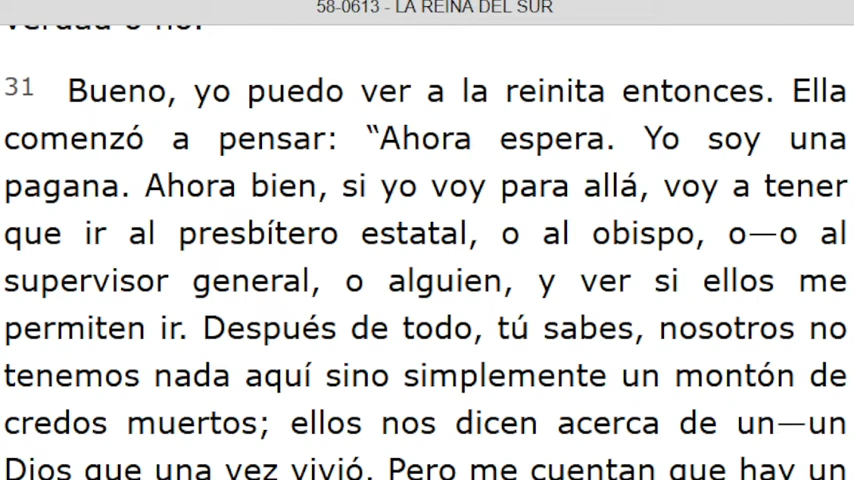 58-0613 - LA REINA DEL SUR
verdad o no.
31 Bueno, yo puedo ver a la reinita entonces. Ella
comenzó a pensar: “Ahora espera. Yo soy una
pagana. Ahora bien, si yo voy para allá, voy a tener
que ir al presbítero estatal, o al obispo, o—o al
supervisor general, o alguien, y ver si ellos me
permiten ir. Después de todo, tú sabes, nosotros no
tenemos nada aquí sino simplemente un montón de
credos muertos; ellos nos dicen acerca de un—un
Dios que una vez vivió. Pero me cuentan que hay un